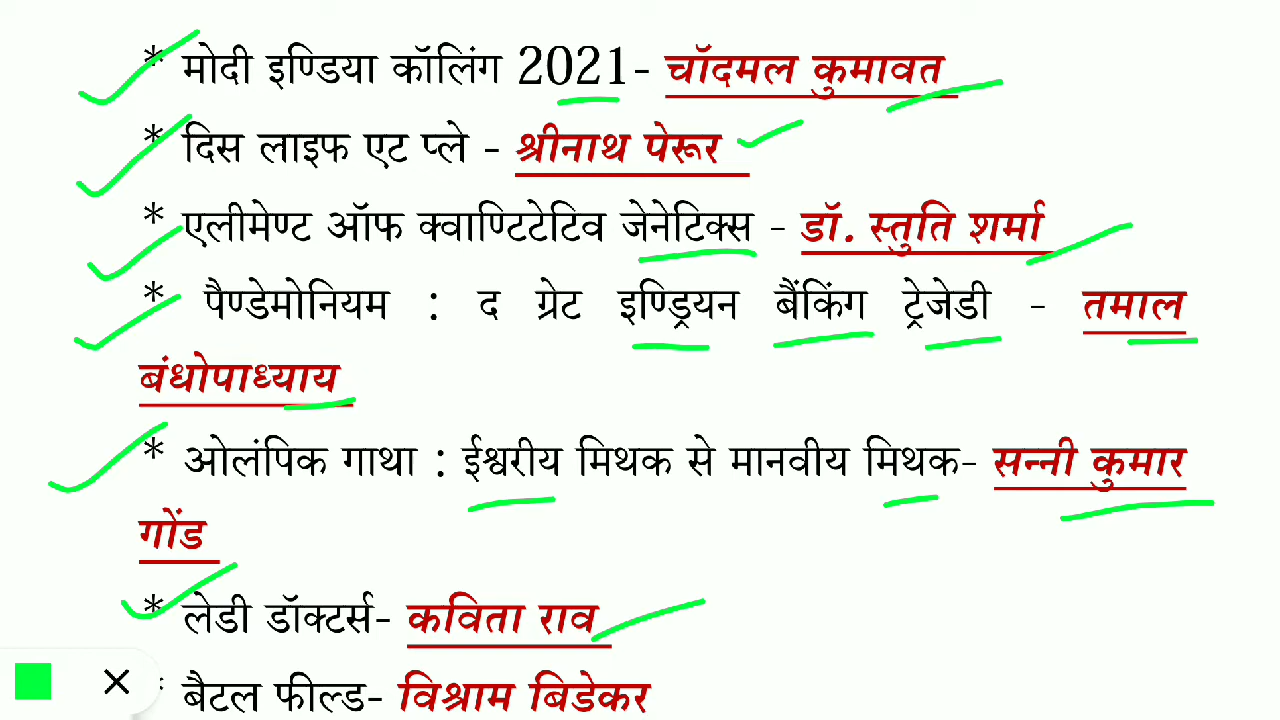 * मोदी इण्डिया कॉलिंग 2021- चॉदमल कुमावत
* दिस लाइफ एट प्ले - श्रीनाथ पेरूर
* एलीमेण्ट ऑफ क्वाण्टिटेटिव जेनेटिक्स - डॉ. स्तुति शर्मा
* पैण्डेमोनियम : द ग्रेट इण्ड्रियन बैंकिंग ट्रेजेडी - तमाल
बंधोपाध्याय
* ओलंपिक गाथा : ईश्वरीय मिथक से मानवीय मिथक- सन्नी कुमार
गोंड
* लेडी डॉक्टर्स- कविता राव
* बैटल फील्ड- विश्राम बिडेकर